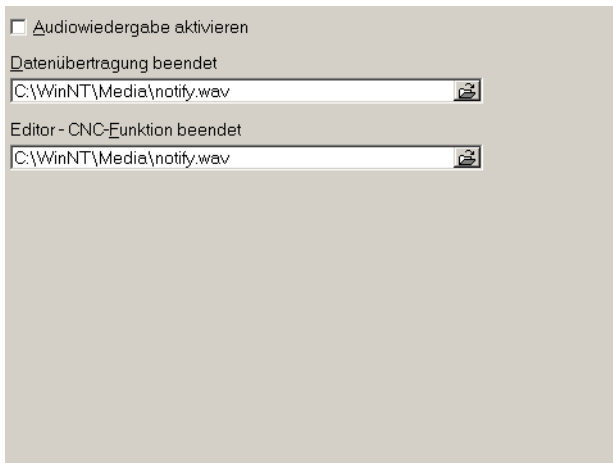 Audiowiedergabe aktivieren
Datenübertragung beendet
C:\WinNT\Media\notify.wav
Editor - CNC-Funktion beendet
C:\WinNT\Media\notify.wav